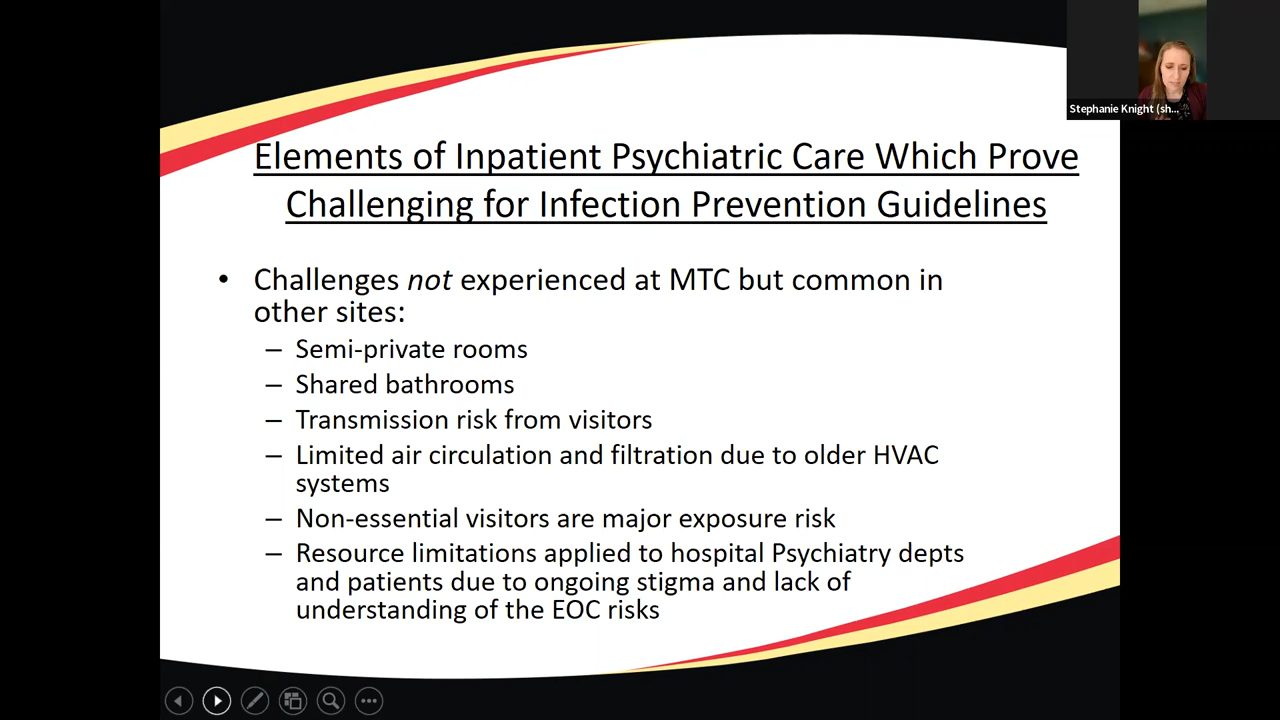 Stephanie Knight (sh...
Elements of Inpatient Psychiatric Care Which Prove
Challenging for Infection Prevention Guidelines
• Challenges not experienced at MTC but common in
other sites:
– Semi-private rooms
– Shared bathrooms
– Transmission risk from visitors
– Limited air circulation and filtration due to older HVAC
systems
– Non-essential visitors are major exposure risk
– Resource limitations applied to hospital Psychiatry depts
and patients due to ongoing stigma and lack of
understanding of the EOC risks